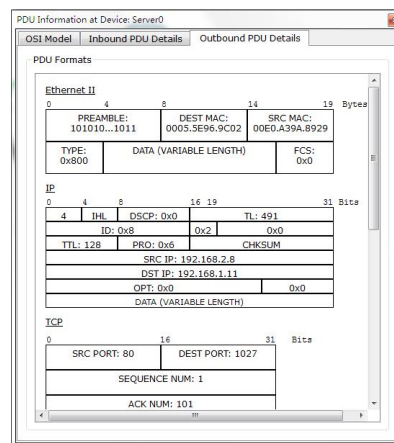 PDU Information at Device: Server0
OSI Model Inbound PDU Details Outbound PDU Details
PDU Formats
Ethernet II
0 4 8 14 19 Bytes
PREAMBLE: 101010...1011 DEST MAC: 0005.5E96.9C02 SRC MAC: 00E0.A39A.8929
TYPE: 0x800 DATA (VARIABLE LENGTH) FCS: 0x0
IP
0 4 8 16 19 31 Bits
4 IHL DSCP: 0x0 TL: 491
ID: 0x8 0x2 0x0
TTL: 128 PRO: 0x6 CHKSUM
SRC IP: 192.168.2.8
DST IP: 192.168.1.11
OPT: 0x0 0x0
DATA (VARIABLE LENGTH)
TCP
0 16 31 Bits
SRC PORT: 80 DEST PORT: 1027
SEQUENCE NUM: 1
ACK NUM: 101